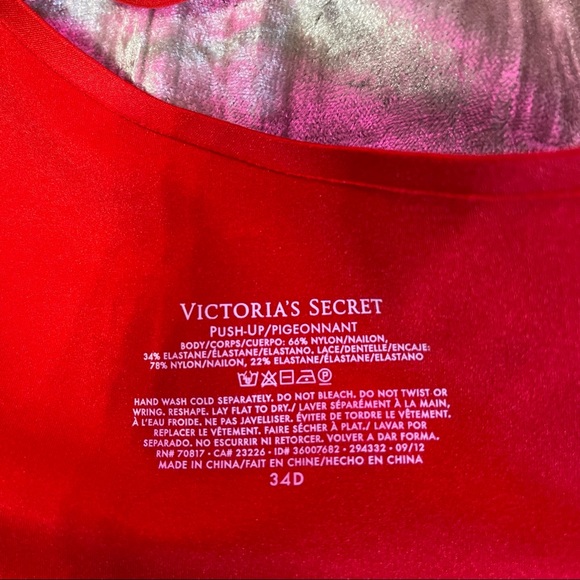 VICTORIA'S SECRET
PUSH-UP/PIGEONNANT
BODY/CORPS/CUERPO: 66% NYLON/NAILON,
34% ELASTANE/ÉLASTANE/ELASTANO. LACE/DENTELLE/ENCAJE:
78% NYLON/NAILON, 22% ELASTANE/ÉLASTANE/ELASTANO
HAND WASH COLD SEPARATELY. DO NOT BLEACH. DO NOT TWIST OR
WRING. RESHAPE. LAY FLAT TO DRY./ LAVER SÉPARÉMENT À LA MAIN,
À L'EAU FROIDE. NE PAS JAVELLISER. ÉVITER DE TORDRE LE VÊTEMENT.
REPLACER LE VÊTEMENT. FAIRE SÉCHER À PLAT./ LAVAR POR
SEPARADO. NO ESCURRIR NI RETORCER. VOLVER A DAR FORMA.
RN# 70817 • CA# 23226 • ID# 36007682 • 294332 • 09/12
MADE IN CHINA/FAIT EN CHINE/HECHO EN CHINA
34D